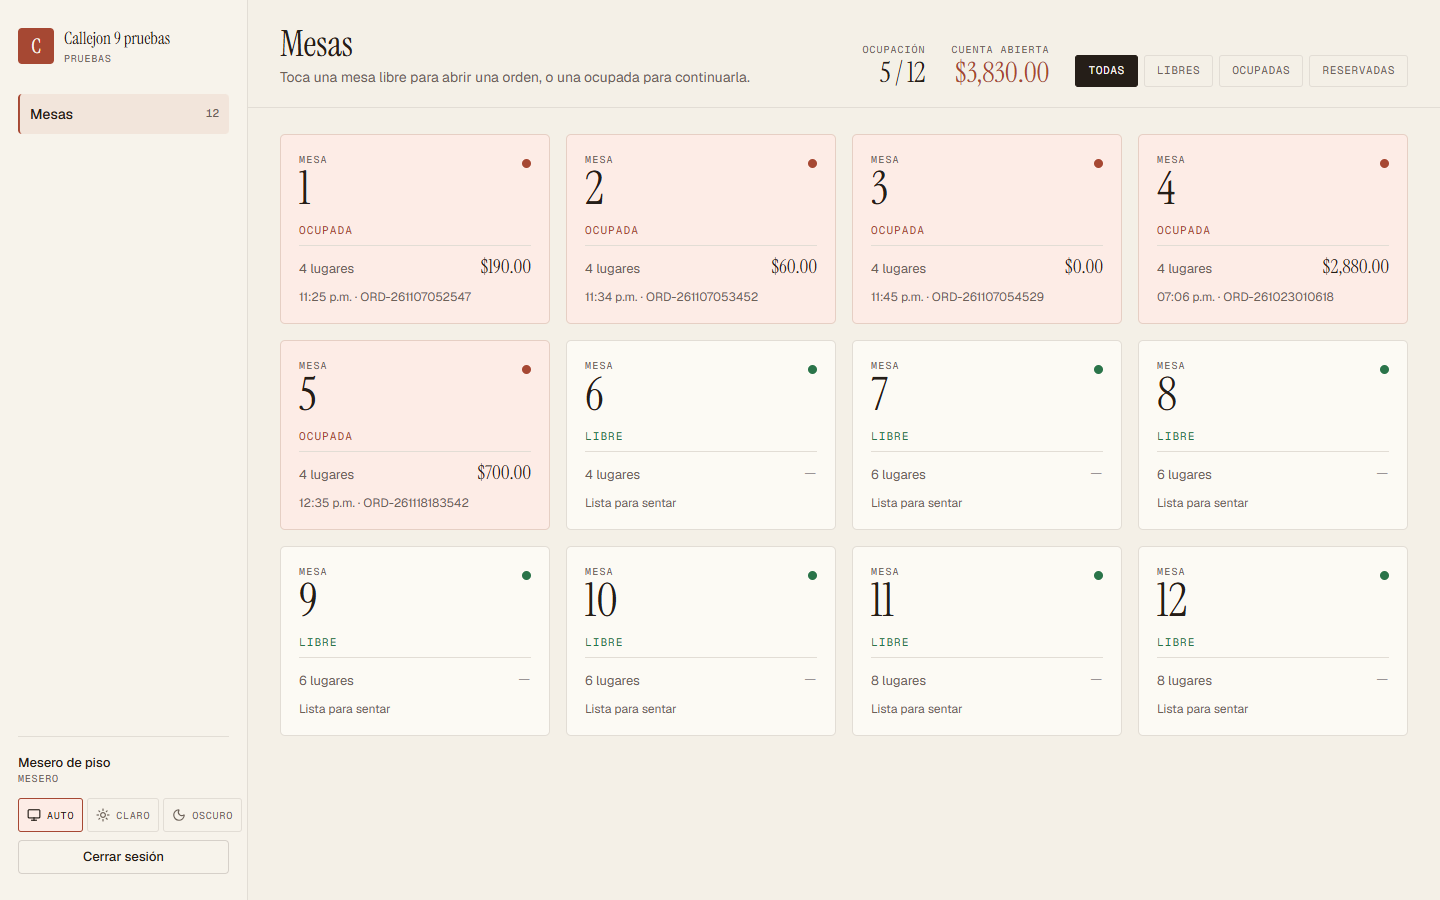 C
Callejon 9 pruebas
PRUEBAS
Mesas 12
Mesas
Toca una mesa libre para abrir una orden, o una ocupada para continuarla.
OCUPACIÓN
5 / 12
CUENTA ABIERTA
$3,830.00
TODAS LIBRES OCUPADAS RESERVADAS
MESA
1
OCUPADA
4 lugares $190.00
11:25 p.m. · ORD-261107052547
MESA
2
OCUPADA
4 lugares $60.00
11:34 p.m. · ORD-261107053452
MESA
3
OCUPADA
4 lugares $0.00
11:45 p.m. · ORD-261107054529
MESA
4
OCUPADA
4 lugares $2,880.00
07:06 p.m. · ORD-261023010618
MESA
5
OCUPADA
4 lugares $700.00
12:35 p.m. · ORD-261118183542
MESA
6
LIBRE
4 lugares —
Lista para sentar
MESA
7
LIBRE
6 lugares —
Lista para sentar
MESA
8
LIBRE
6 lugares —
Lista para sentar
MESA
9
LIBRE
6 lugares —
Lista para sentar
MESA
10
LIBRE
6 lugares —
Lista para sentar
MESA
11
LIBRE
8 lugares —
Lista para sentar
MESA
12
LIBRE
8 lugares —
Lista para sentar
Mesero de piso
MESERO
AUTO CLARO OSCURO
Cerrar sesión